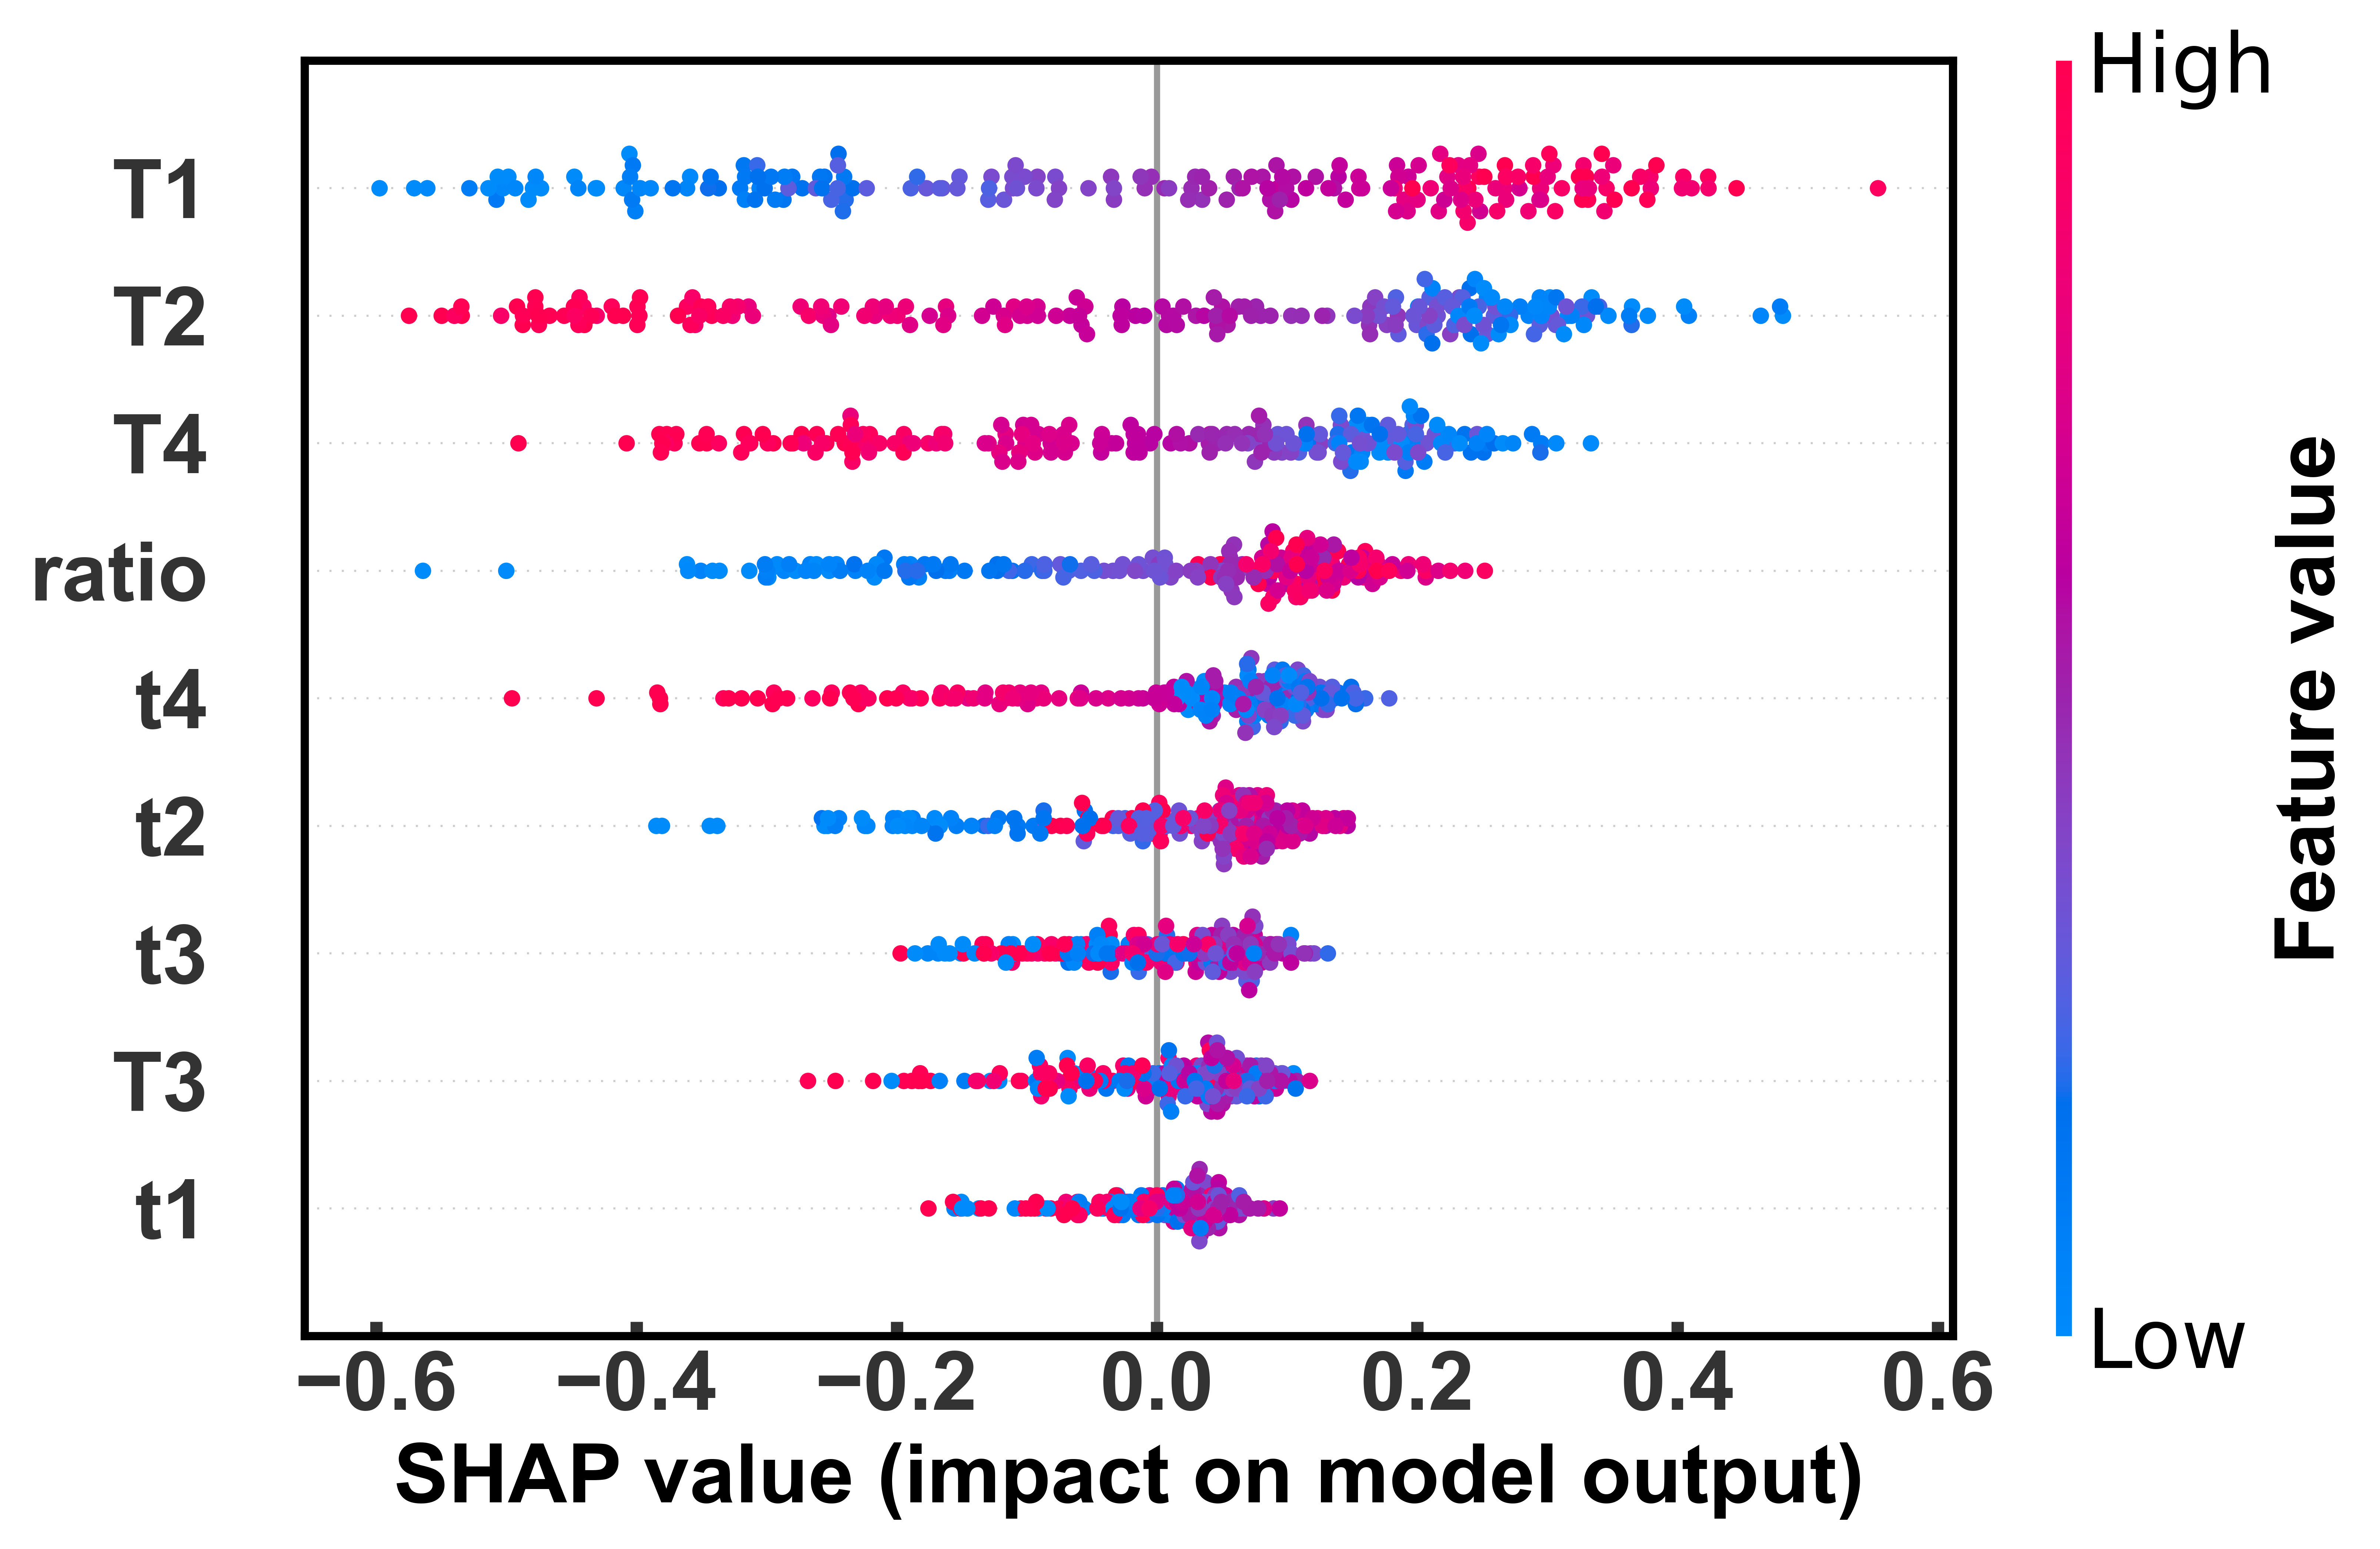 High
T1
T2
T4
ratio
t4
t2
t3
T3
t1
Feature value
Low
−0.6 −0.4 −0.2 0.0 0.2 0.4 0.6
SHAP value (impact on model output)